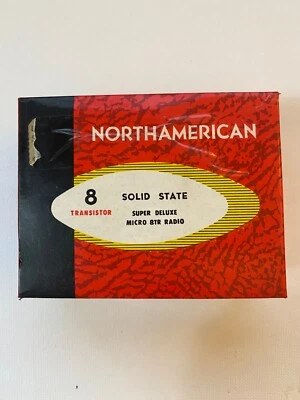 NORTHAMERICAN
8 SOLID STATE
TRANSISTOR SUPER DELUXE
MICRO 8TR RADIO